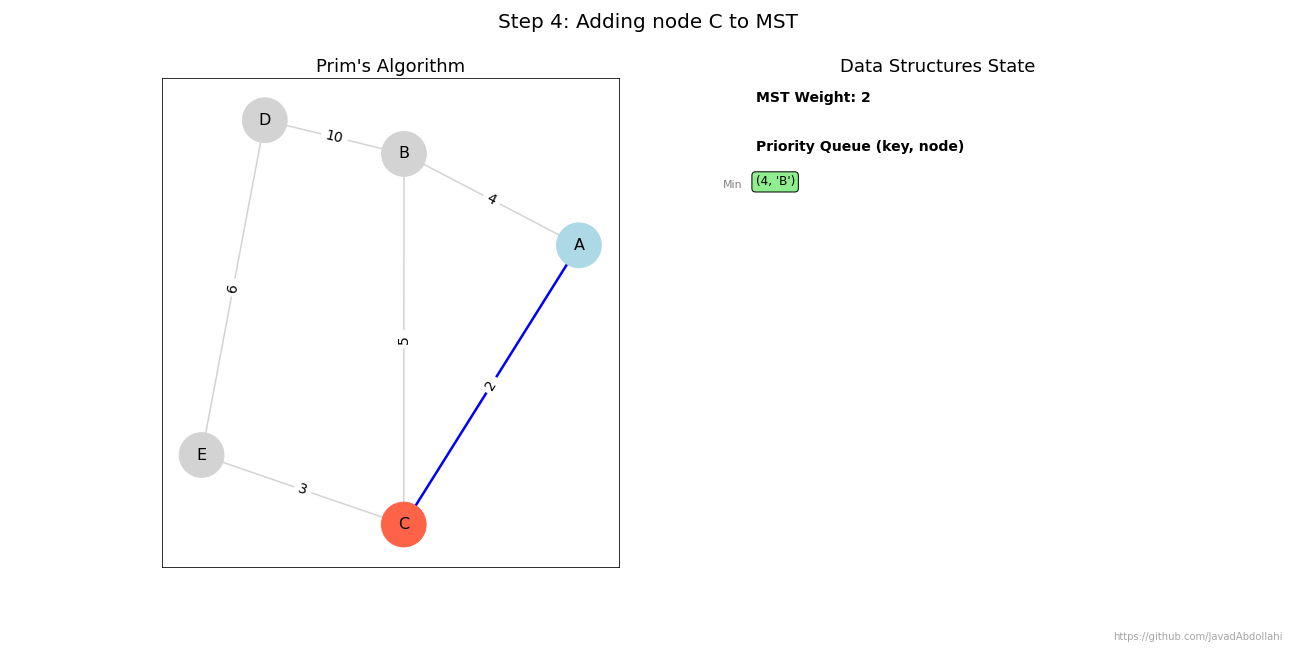 Step 4: Adding node C to MST
Prim's Algorithm
D
10
B
4
A
6
5
2
E
3
C
Data Structures State
MST Weight: 2
Priority Queue (key, node)
Min (4, 'B')
https://github.com/JavadAbdollahi